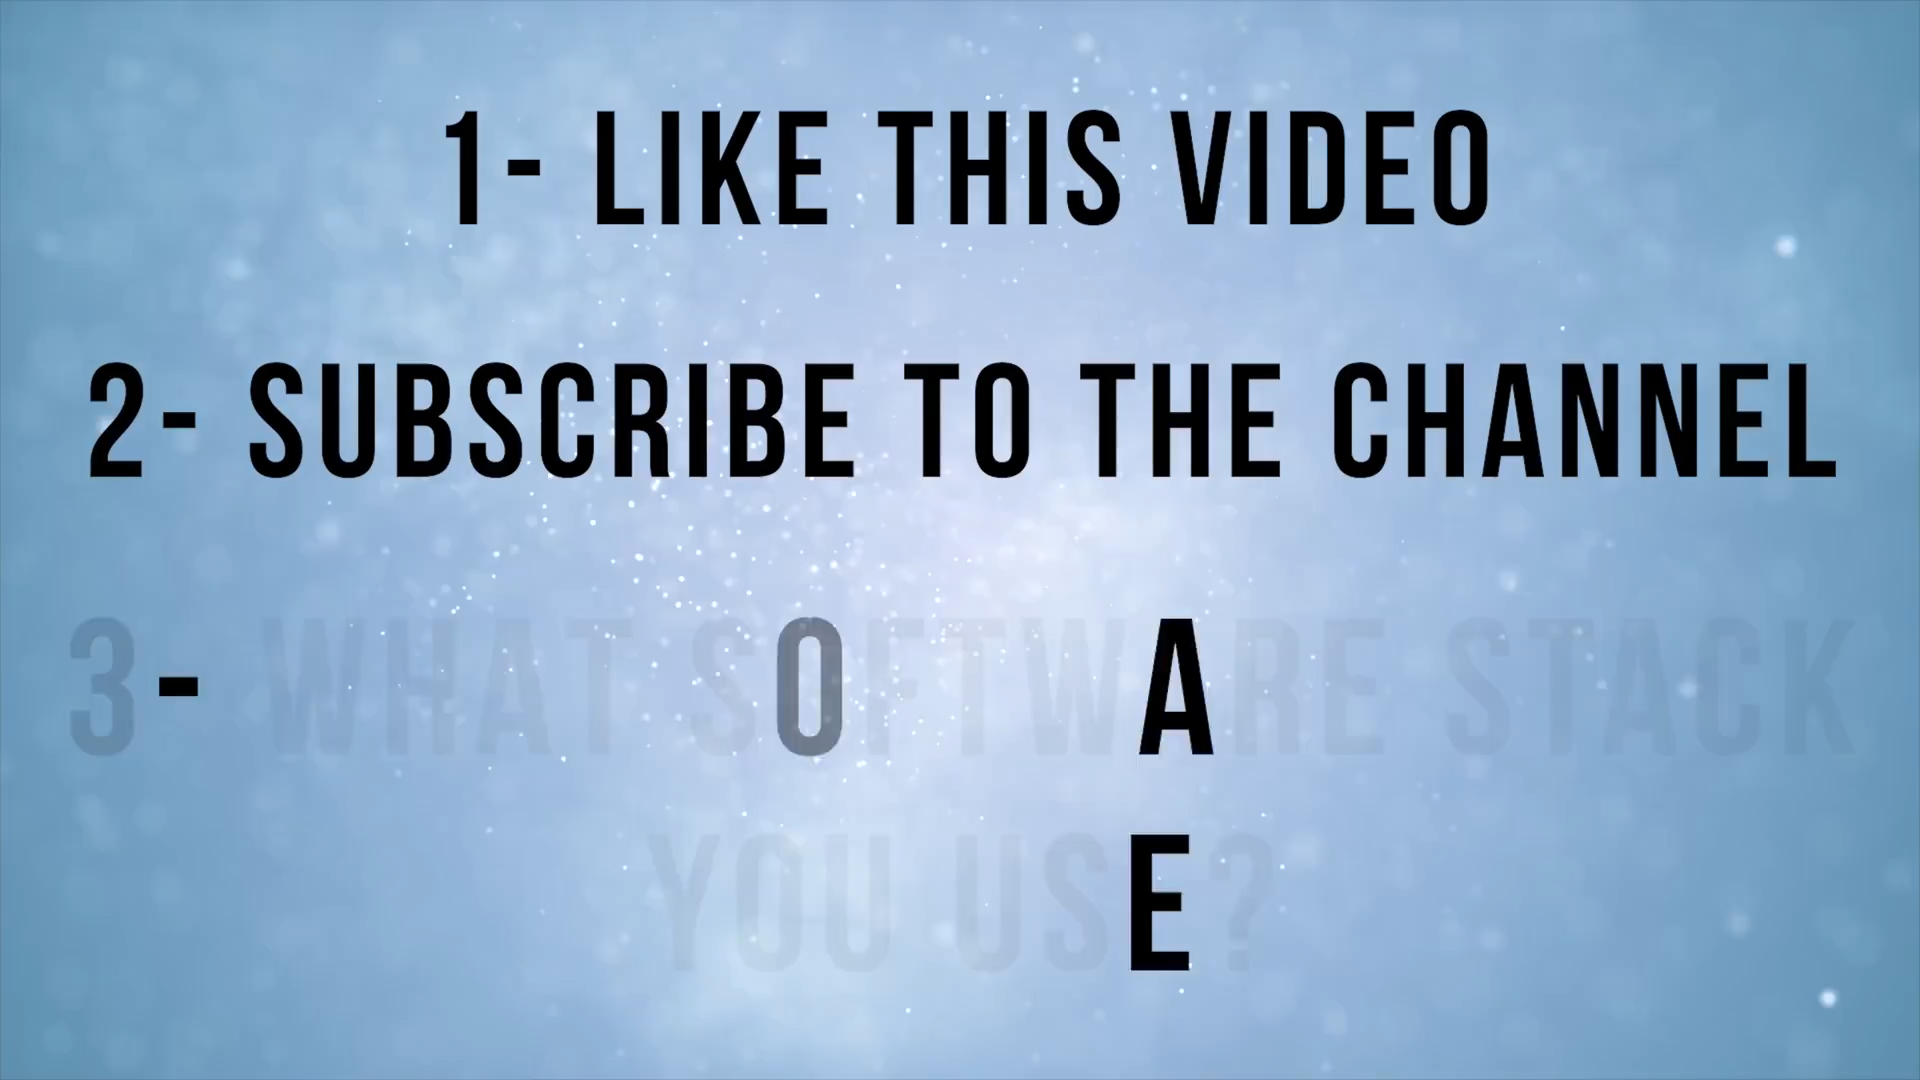 1- LIKE THIS VIDEO
2- SUBSCRIBE TO THE CHANNEL
3- WHAT SOFTWARE STACK
YOU USE?